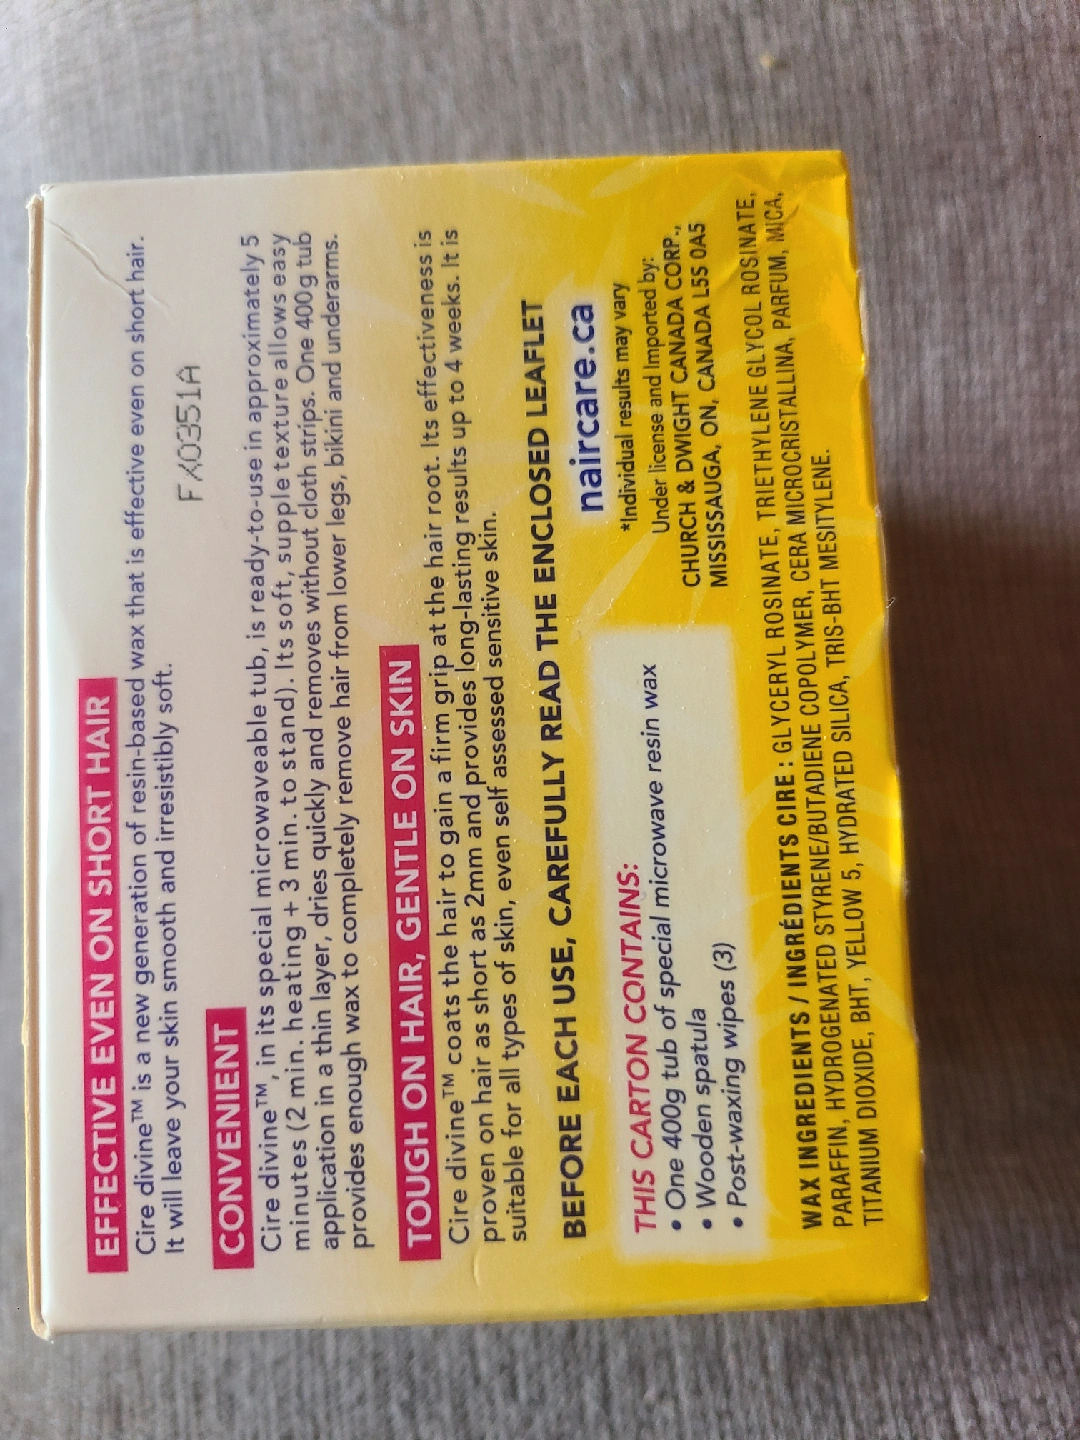 EFFECTIVE EVEN ON SHORT HAIR
Cire divine™ is a new generation of resin-based wax that is effective even on short hair.
It will leave your skin smooth and irresistibly soft.
FX0351A
CONVENIENT
Cire divine™, in its special microwaveable tub, is ready-to-use in approximately 5
minutes (2 min. heating + 3 min. to stand). Its soft, supple texture allows easy
application in a thin layer, dries quickly and removes without cloth strips. One 400g tub
provides enough wax to completely remove hair from lower legs, bikini and underarms.
TOUGH ON HAIR, GENTLE ON SKIN
Cire divine™ coats the hair to gain a firm grip at the hair root. Its effectiveness is
proven on hair as short as 2mm and provides long-lasting results up to 4 weeks. It is
suitable for all types of skin, even self assessed sensitive skin.
BEFORE EACH USE, CAREFULLY READ THE ENCLOSED LEAFLET
naircare.ca
THIS CARTON CONTAINS:
• One 400g tub of special microwave resin wax
• Wooden spatula
• Post-waxing wipes (3)
*Individual results may vary
Under license and Imported by:
CHURCH & DWIGHT CANADA CORP.,
MISSISSAUGA, ON, CANADA L5S 0A5
WAX INGREDIENTS / INGRÉDIENTS CIRE : GLYCERYL ROSINATE, TRIETHYLENE GLYCOL ROSINATE,
PARAFFIN, HYDROGENATED STYRENE/BUTADIENE COPOLYMER, CERA MICROCRISTALLINA, PARFUM, MICA,
TITANIUM DIOXIDE, BHT, YELLOW 5, HYDRATED SILICA, TRIS-BHT MESITYLENE.